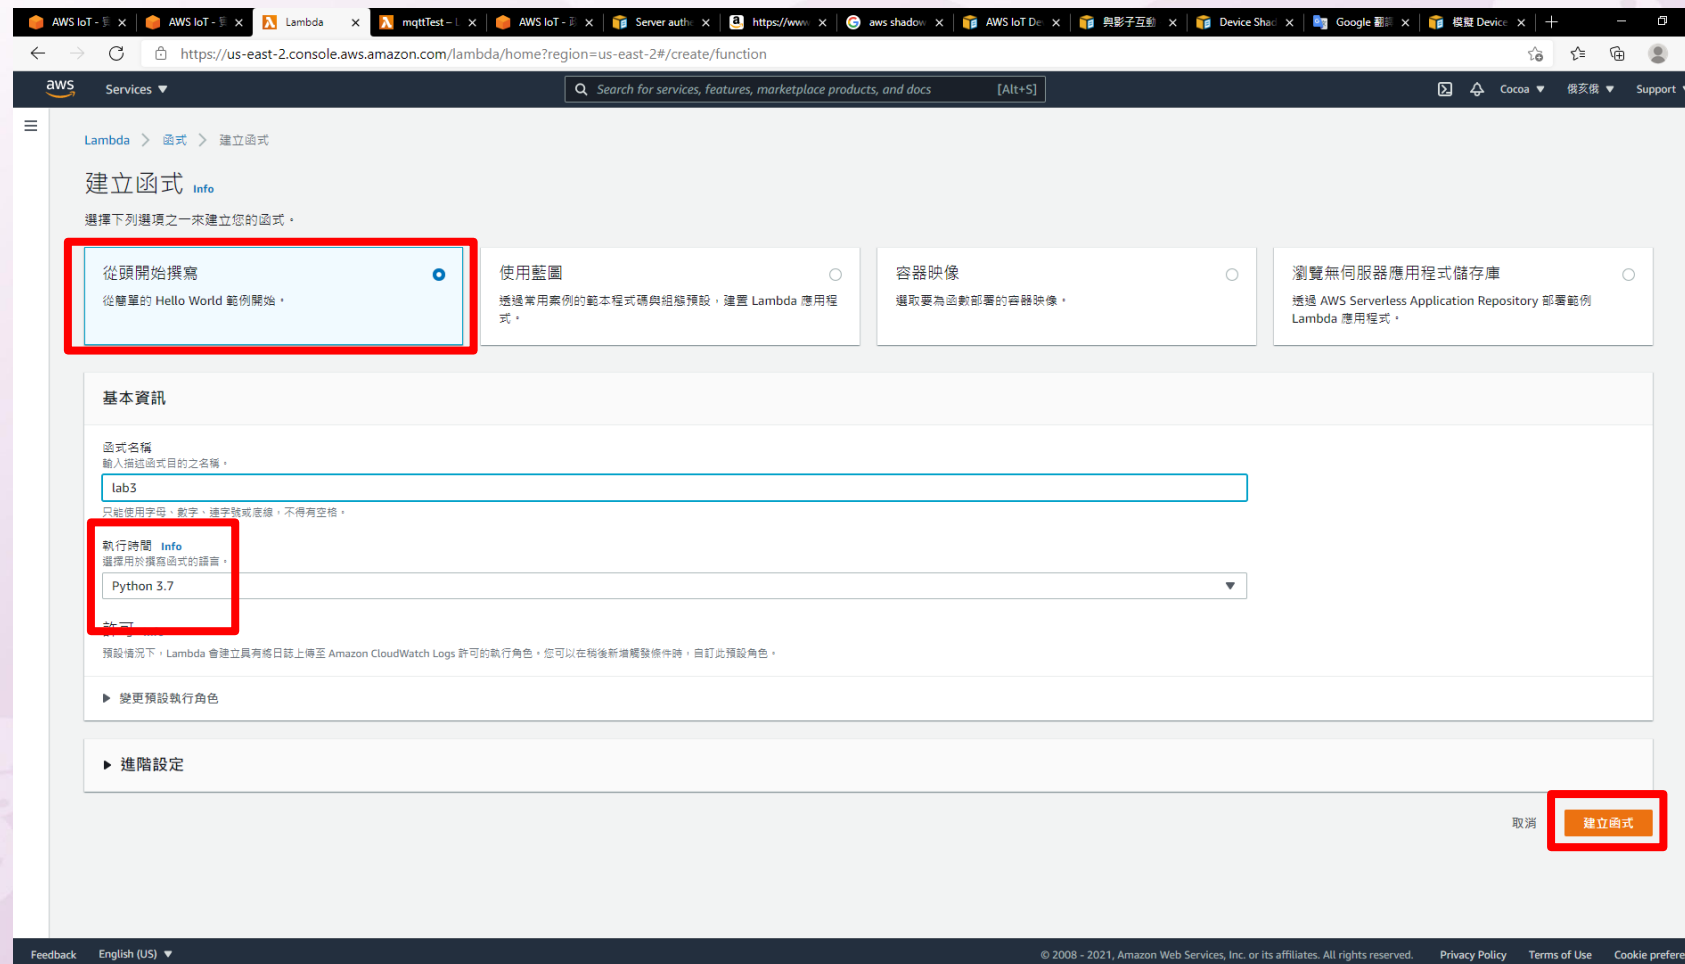 AWS IoT -
AWS IoT -
Lambda
mqttTest – L
AWS IoT -
Server authe
https://www
aws shadow
AWS IoT De
與影子互動
Device Shad
Google 翻譯
模擬 Device
https://us-east-2.console.aws.amazon.com/lambda/home?region=us-east-2#/create/function
aws
Services ▼
Search for services, features, marketplace products, and docs
[Alt+S]
Cocoa ▼
俄亥俄 ▼
Support
Lambda > 函式 > 建立函式
建立函式 Info
選擇下列選項之一來建立您的函式。
從頭開始撰寫
從簡單的 Hello World 範例開始。
使用藍圖
透過常用案例的範本程式碼與組態預設，建置 Lambda 應用程
式。
容器映像
選取要為函數部署的容器映像。
瀏覽無伺服器應用程式儲存庫
透過 AWS Serverless Application Repository 部署範例
Lambda 應用程式。
基本資訊
函式名稱
輸入描述函式目的之名稱。
lab3
只能使用字母、數字、連字號或底線，不得有空格。
執行時間 Info
選擇用於撰寫函式的語言。
Python 3.7
許可
預設情況下，Lambda 會建立具有將日誌上傳至 Amazon CloudWatch Logs 許可的執行角色。您可以在稍後新增觸發條件時，自訂此預設角色。
▶ 變更預設執行角色
▶ 進階設定
取消
建立函式
Feedback
English (US) ▼
© 2008 - 2021, Amazon Web Services, Inc. or its affiliates. All rights reserved.
Privacy Policy
Terms of Use
Cookie prefere